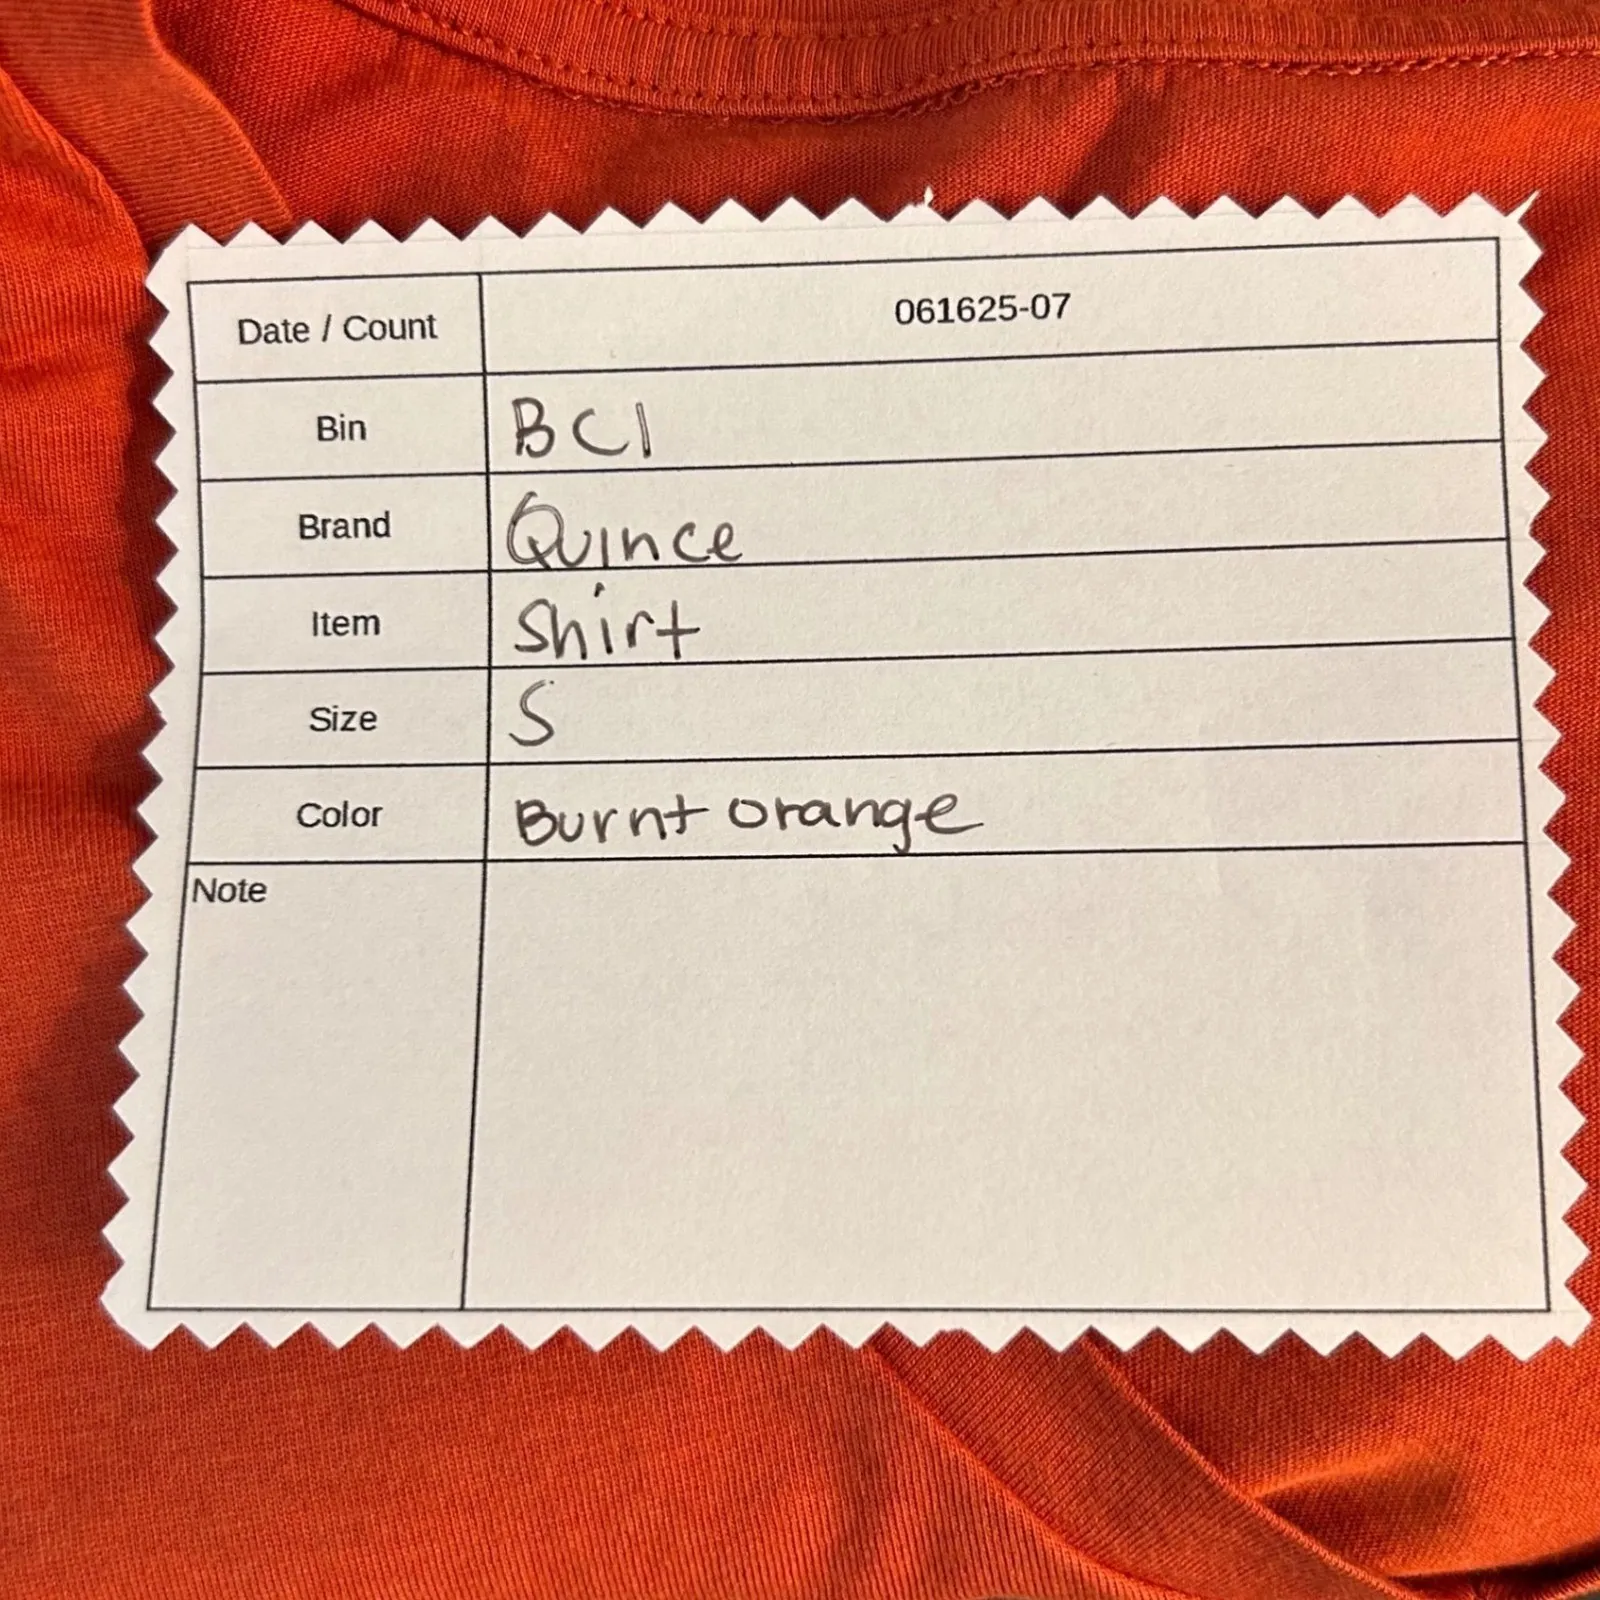 Date / Count 061625-07
Bin BC1
Brand Quince
Item Shirt
Size S
Color Burnt orange
Note